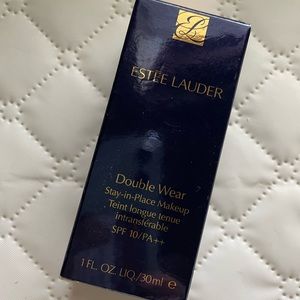 ESTĒE LAUDER
Double Wear
Stay-in-Place Makeup
Teint longue tenue
intransférable
SPF 10/PA++
1 FL. OZ. LIQ./30ml e